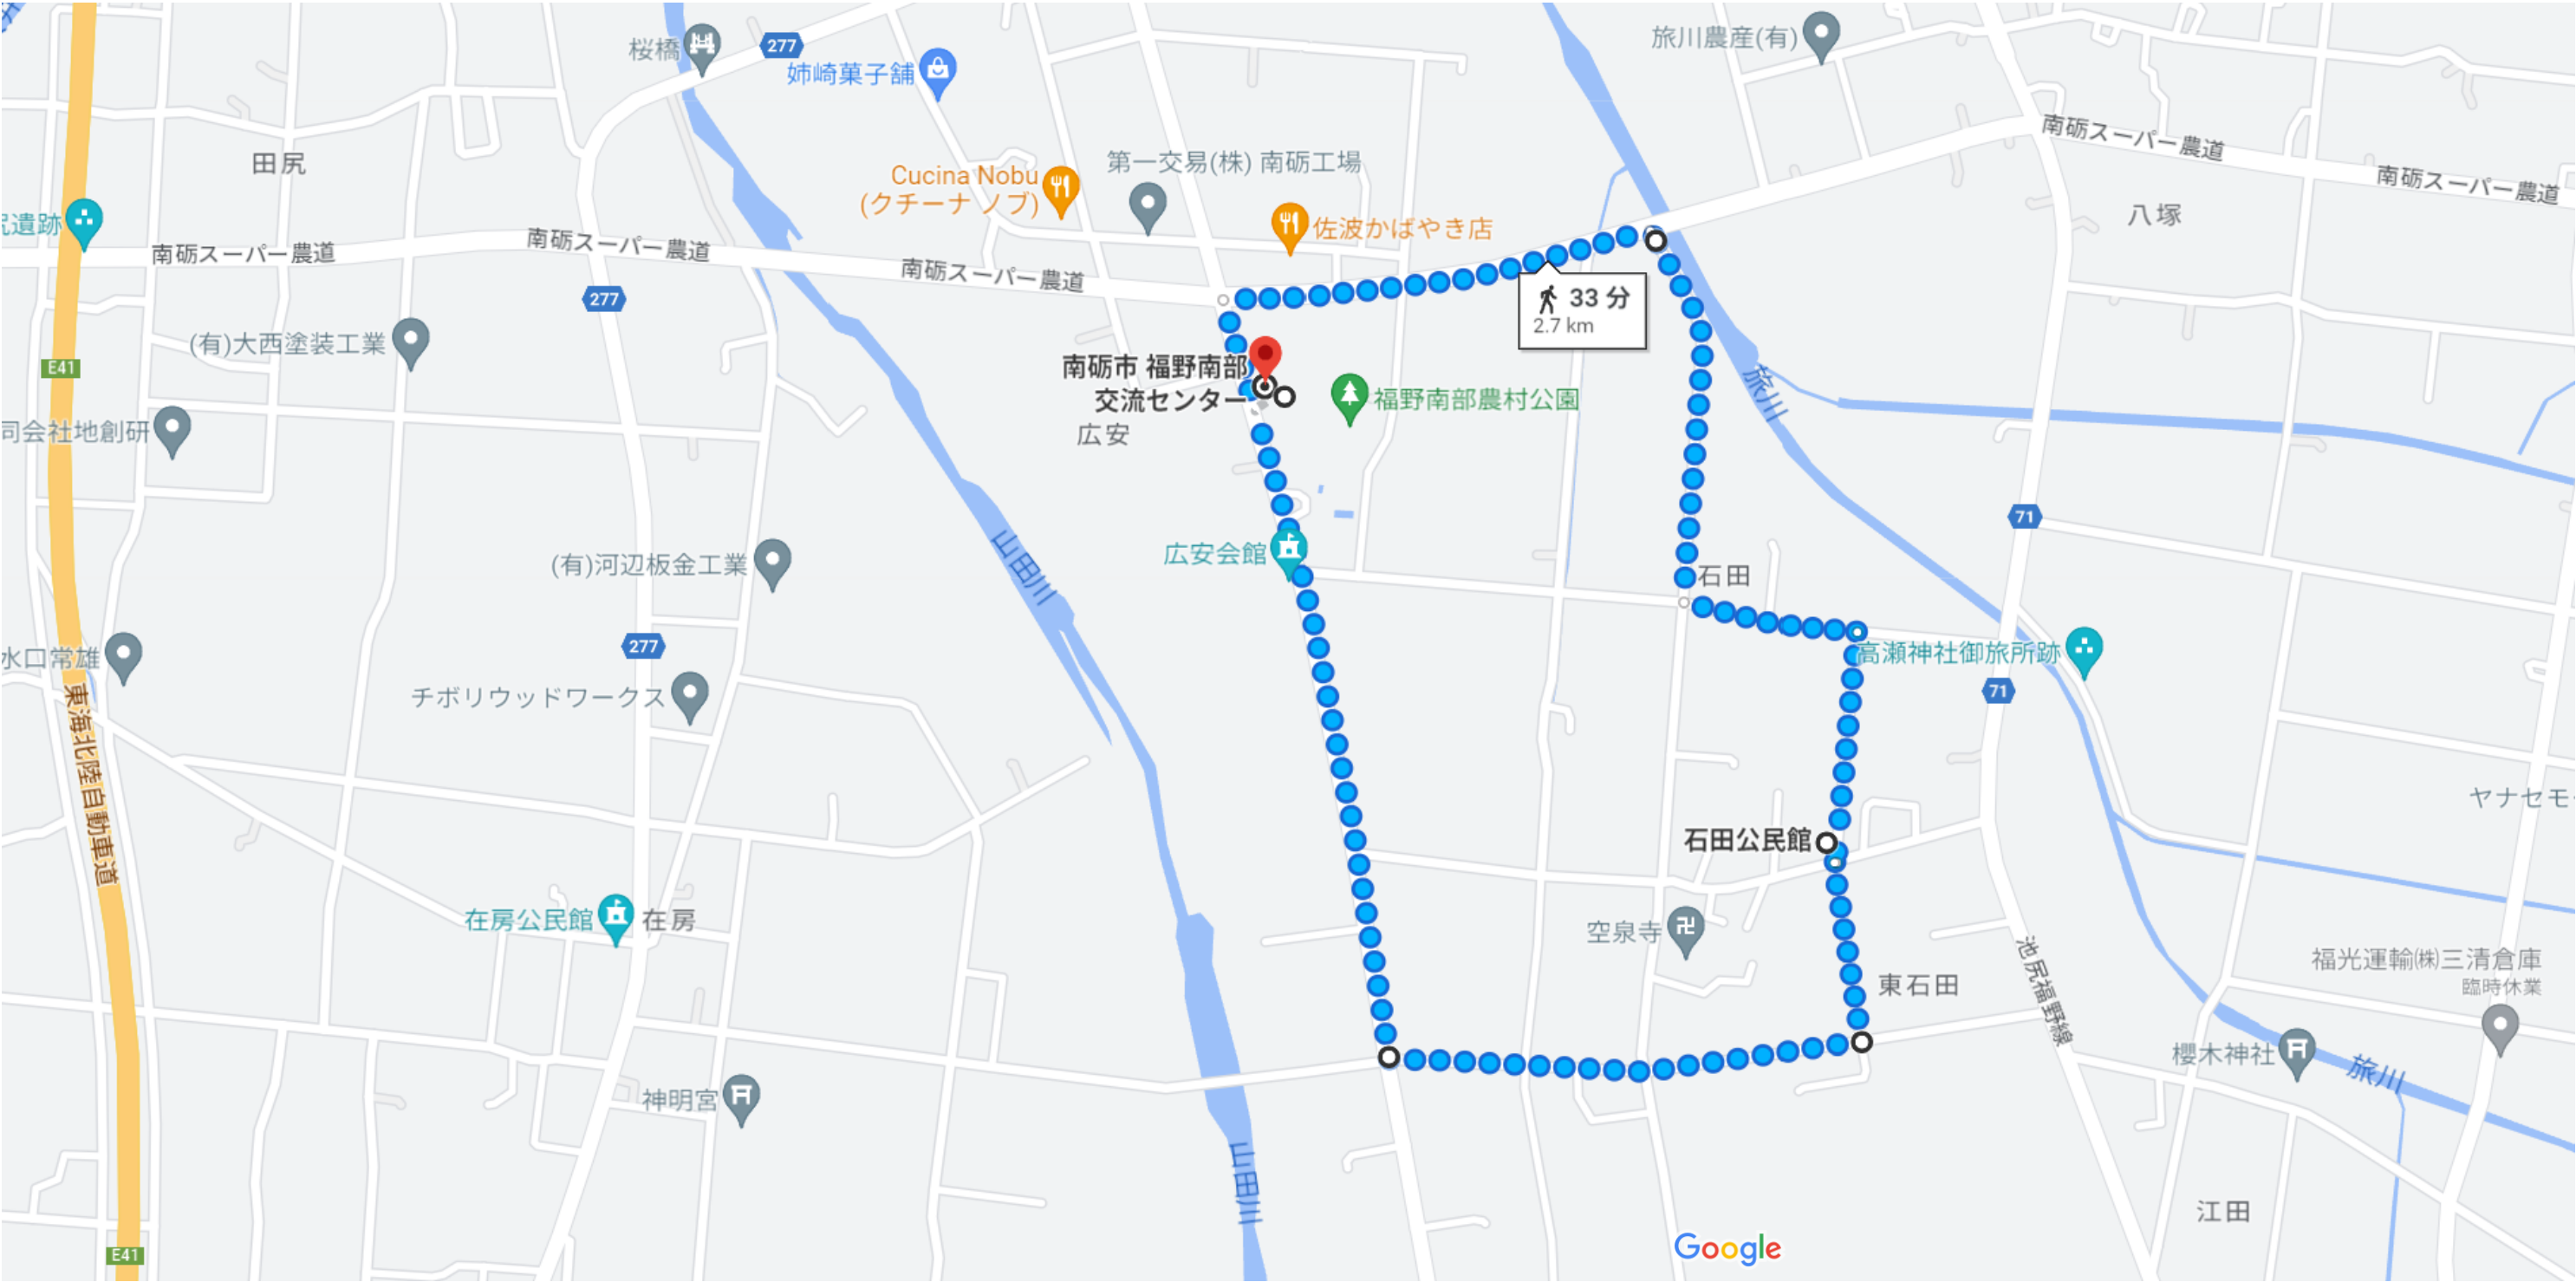 桜橋
277
姉崎菓子舗
旅川農産(有)
南砺スーパー農道
南砺スーパー農道
田尻
Cucina Nobu
(クチーナ ノブ)
第一交易(株) 南砺工場
佐波かばやき店
八塚
尻遺跡
南砺スーパー農道
南砺スーパー農道
南砺スーパー農道
277
33 分
2.7 km
(有)大西塗装工業
E41
南砺市 福野南部
交流センター
広安
福野南部農村公園
旅川
同会社地創研
71
(有)河辺板金工業
山田川
広安会館
石田
277
水口常雄
高瀬神社御旅所跡
71
チボリウッドワークス
東海北陸自動車道
ヤナセモ
石田公民館
在房公民館
在房
空泉寺
東石田
池尻福野線
福光運輸㈱三清倉庫
臨時休業
櫻木神社
旅川
神明宮
山田川
江田
E41
Google